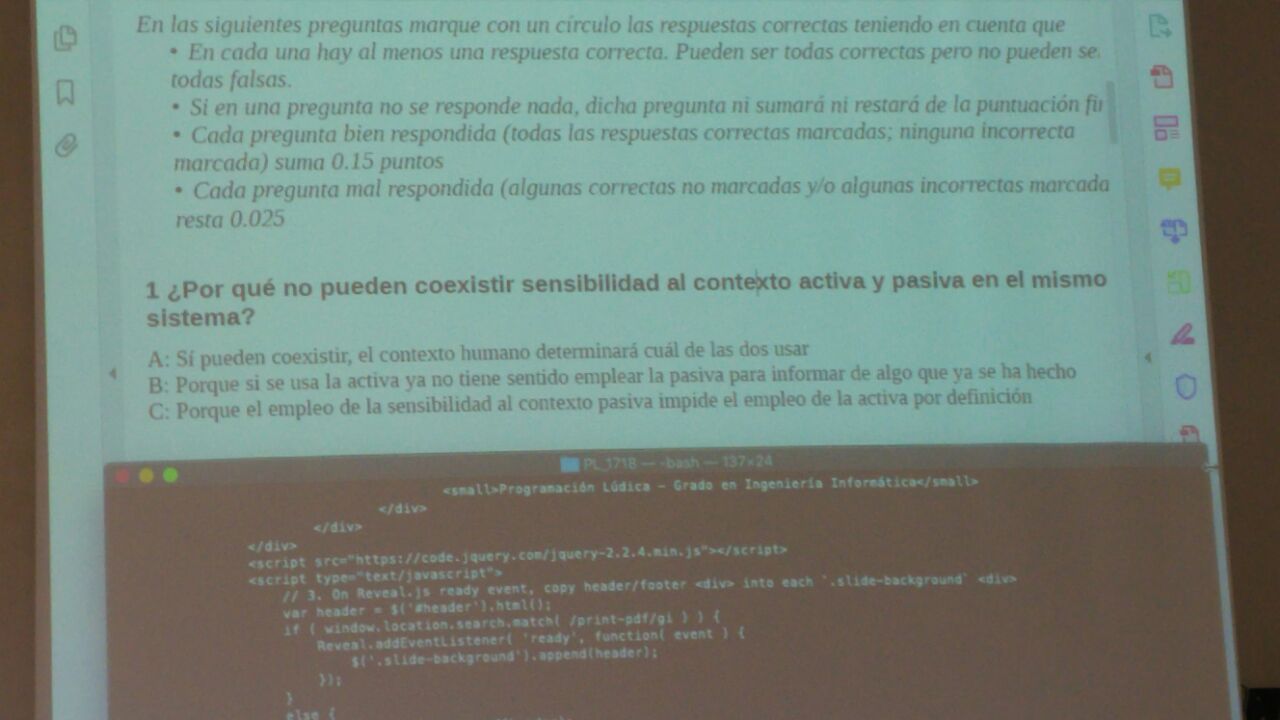 En las siguientes preguntas marque con un círculo las respuestas correctas teniendo en cuenta que
• En cada una hay al menos una respuesta correcta. Pueden ser todas correctas pero no pueden se
todas falsas.
• Si en una pregunta no se responde nada, dicha pregunta ni sumará ni restará de la puntuación fi
• Cada pregunta bien respondida (todas las respuestas correctas marcadas; ninguna incorrecta
marcada) suma 0.15 puntos
• Cada pregunta mal respondida (algunas correctas no marcadas y/o algunas incorrectas marcada
resta 0.025
1 ¿Por qué no pueden coexistir sensibilidad al contexto activa y pasiva en el mismo
sistema?
A: Sí pueden coexistir, el contexto humano determinará cuál de las dos usar
B: Porque si se usa la activa ya no tiene sentido emplear la pasiva para informar de algo que ya se ha hecho
C: Porque el empleo de la sensibilidad al contexto pasiva impide el empleo de la activa por definición
PL_1718 — -bash — 137×24
<small>Programación Lúdica - Grado en Ingeniería Informática</small>
</div>
</div>
</div>
<script src="https://code.jquery.com/jquery-2.2.4.min.js"></script>
<script type="text/javascript">
// 3. On Reveal.js ready event, copy header/footer <div> into each `.slide-background` <div>
var header = $('#header').html();
if ( window.location.search.match( /print-pdf/gi ) ) {
Reveal.addEventListener( 'ready', function( event ) {
$('.slide-background').append(header);
});
}
else {